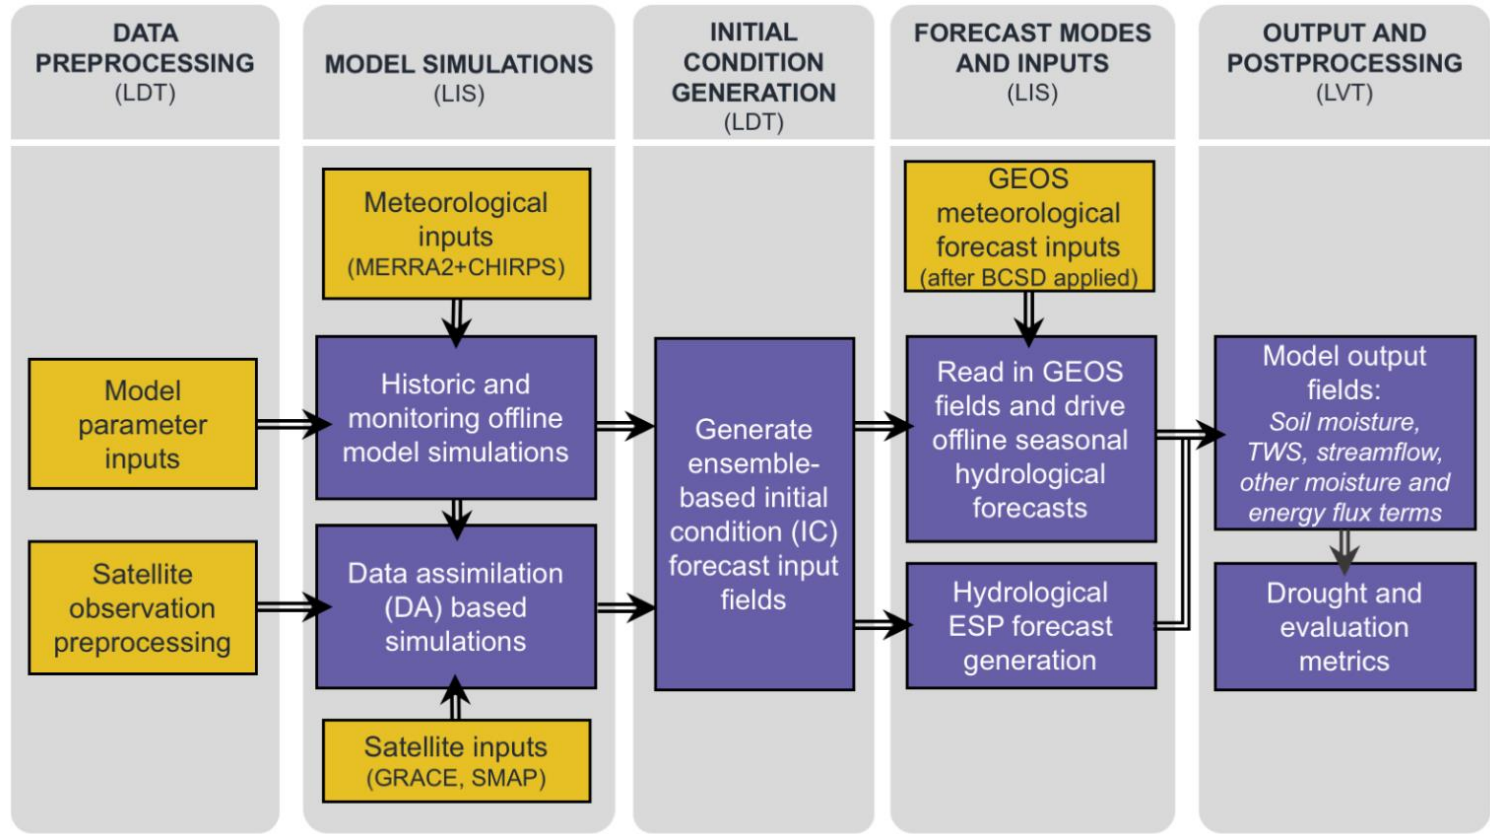 DATA
PREPROCESSING
(LDT)
MODEL SIMULATIONS
(LIS)
INITIAL
CONDITION
GENERATION
(LDT)
FORECAST MODES
AND INPUTS
(LIS)
OUTPUT AND
POSTPROCESSING
(LVT)
Model
parameter
inputs
Satellite
observation
preprocessing
Meteorological
inputs
(MERRA2+CHIRPS)
Historic and
monitoring offline
model simulations
Data assimilation
(DA) based
simulations
Satellite inputs
(GRACE, SMAP)
Generate
ensemble-
based initial
condition (IC)
forecast input
fields
GEOS
meteorological
forecast inputs
(after BCSD applied)
Read in GEOS
fields and drive
offline seasonal
hydrological
forecasts
Hydrological
ESP forecast
generation
Model output
fields:
Soil moisture,
TWS, streamflow,
other moisture and
energy flux terms
Drought and
evaluation
metrics